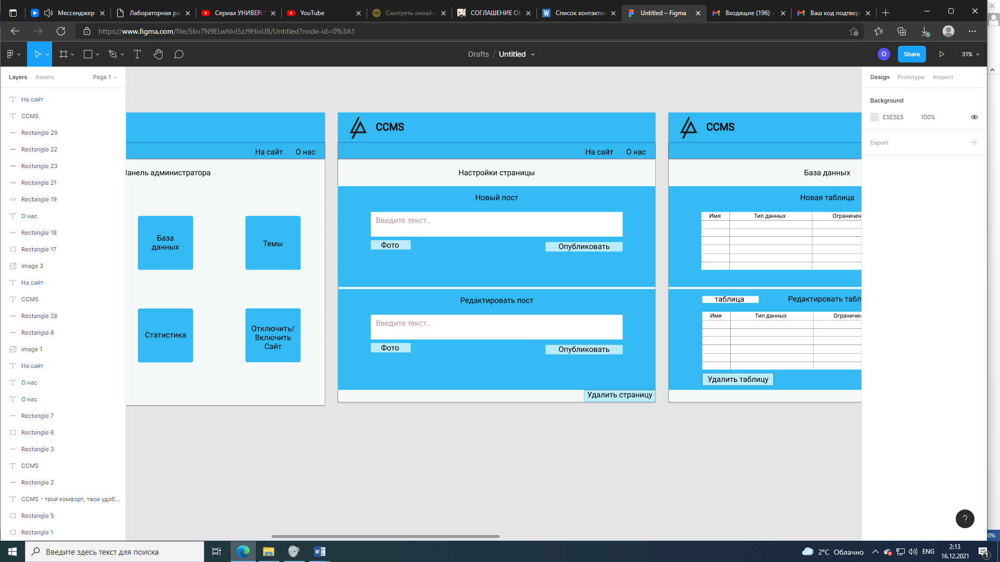 Мессенджер
Лабораторная ра
Сериал УНИВЕР:
YouTube
Смотреть онлайн
СОГЛАШЕНИЕ ОБ
Список контактов
Untitled – Figma
Входящие (196) -
Ваш код подтвер
https://www.figma.com/file/5bv7N9ELwhlvI5zJ9HixU8/Untitled?node-id=0%3A1
Drafts / Untitled
O
Share
31%
Layers
Assets
Page 1
На сайт
CCMS
Rectangle 29
Rectangle 22
Rectangle 23
Rectangle 21
Rectangle 19
О нас
Rectangle 18
Rectangle 17
image 3
На сайт
CCMS
Rectangle 28
Rectangle 8
image 1
На сайт
О нас
О нас
Rectangle 7
Rectangle 6
Rectangle 3
CCMS
Rectangle 2
CCMS - твой комфорт, твои удоб...
Rectangle 5
Rectangle 1
На сайт
О нас
Панель администратора
База
данных
Темы
Статистика
Отключить/
Включить
Сайт
CCMS
На сайт
О нас
Настройки страницы
Новый пост
Введите текст..
Фото
Опубликовать
Редактировать пост
Введите текст..
Фото
Опубликовать
Удалить страницу
CCMS
База данных
Новая таблица
Имя
Тип данных
Ограничен
таблица
Редактировать табл
Имя
Тип данных
Ограничен
Удалить таблицу
Design
Prototype
Inspect
Background
E5E5E5
100%
Export
?
0%
Введите здесь текст для поиска
2°C Облачно
ENG
2:13
16.12.2021
1